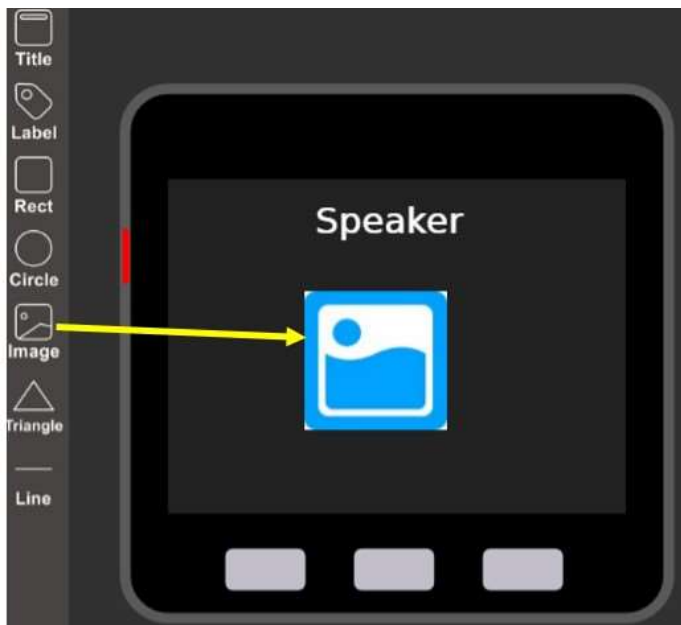 Title
Label
Rect
Circle
Image
Triangle
Line
Speaker